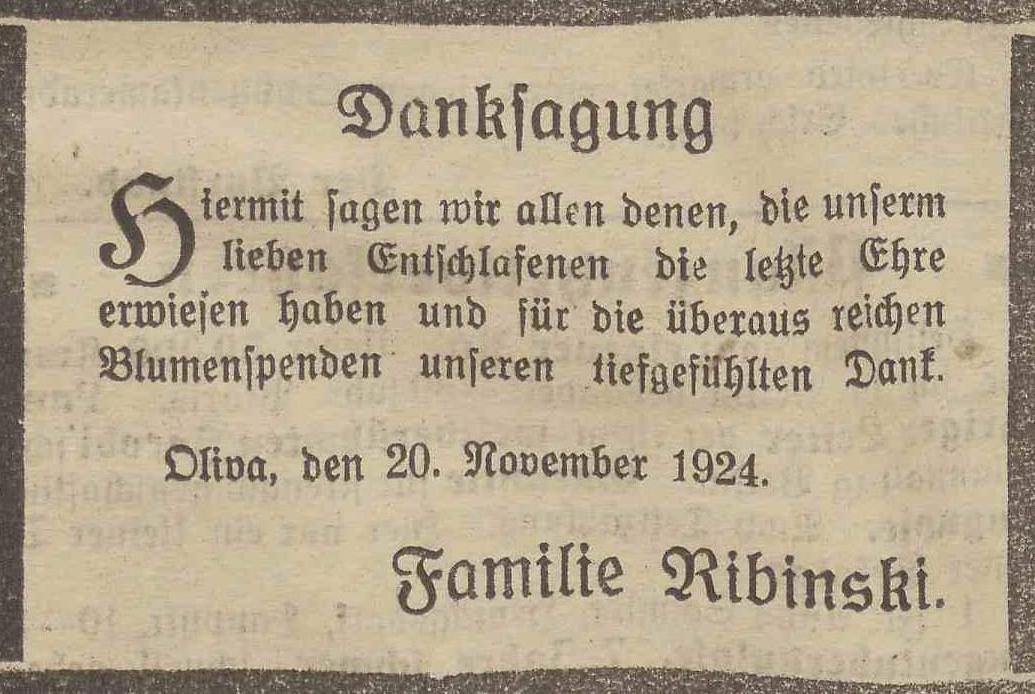 Danksagung
Hiermit sagen wir allen denen, die unserm
lieben Entschlafenen die letzte Ehre
erwiesen haben und für die überaus reichen
Blumenspenden unseren tiefgefühlten Dank.
Oliva, den 20. November 1924.
Familie Ribinski.